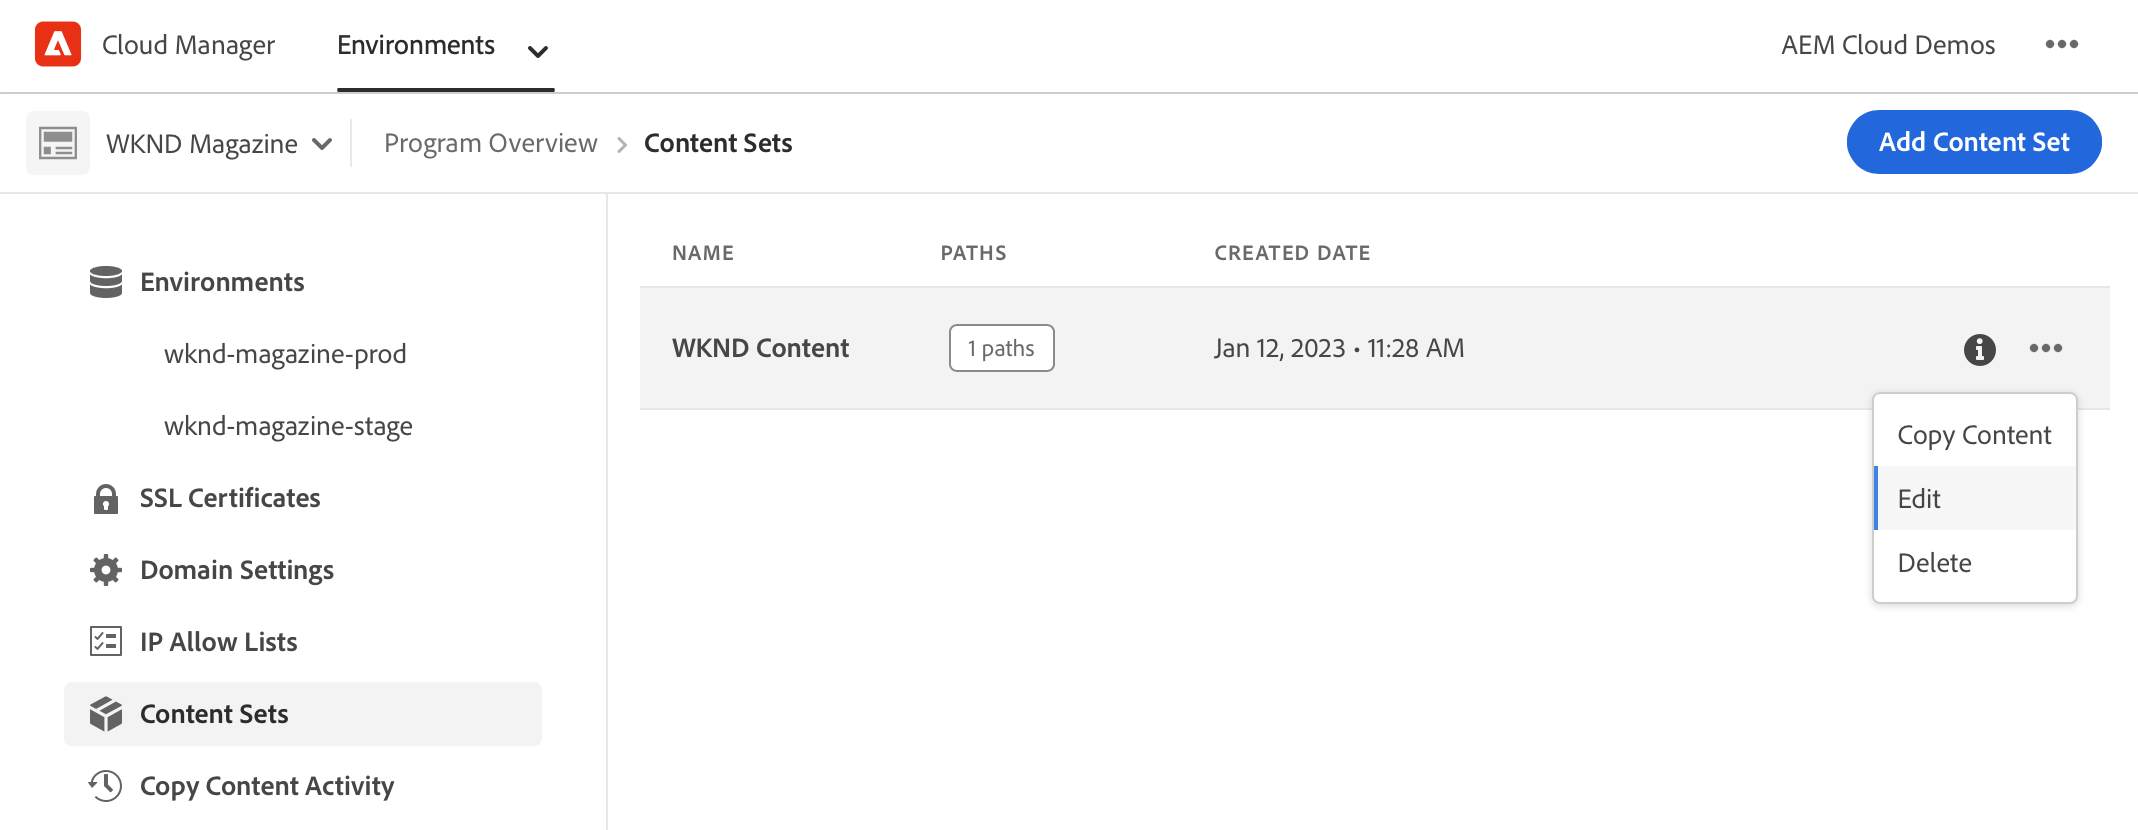 Cloud Manager
Environments
AEM Cloud Demos
WKND Magazine
Program Overview
Content Sets
Add Content Set
Environments
wknd-magazine-prod
wknd-magazine-stage
SSL Certificates
Domain Settings
IP Allow Lists
Content Sets
Copy Content Activity
NAME PATHS CREATED DATE
WKND Content 1 paths Jan 12, 2023 • 11:28 AM
Copy Content
Edit
Delete